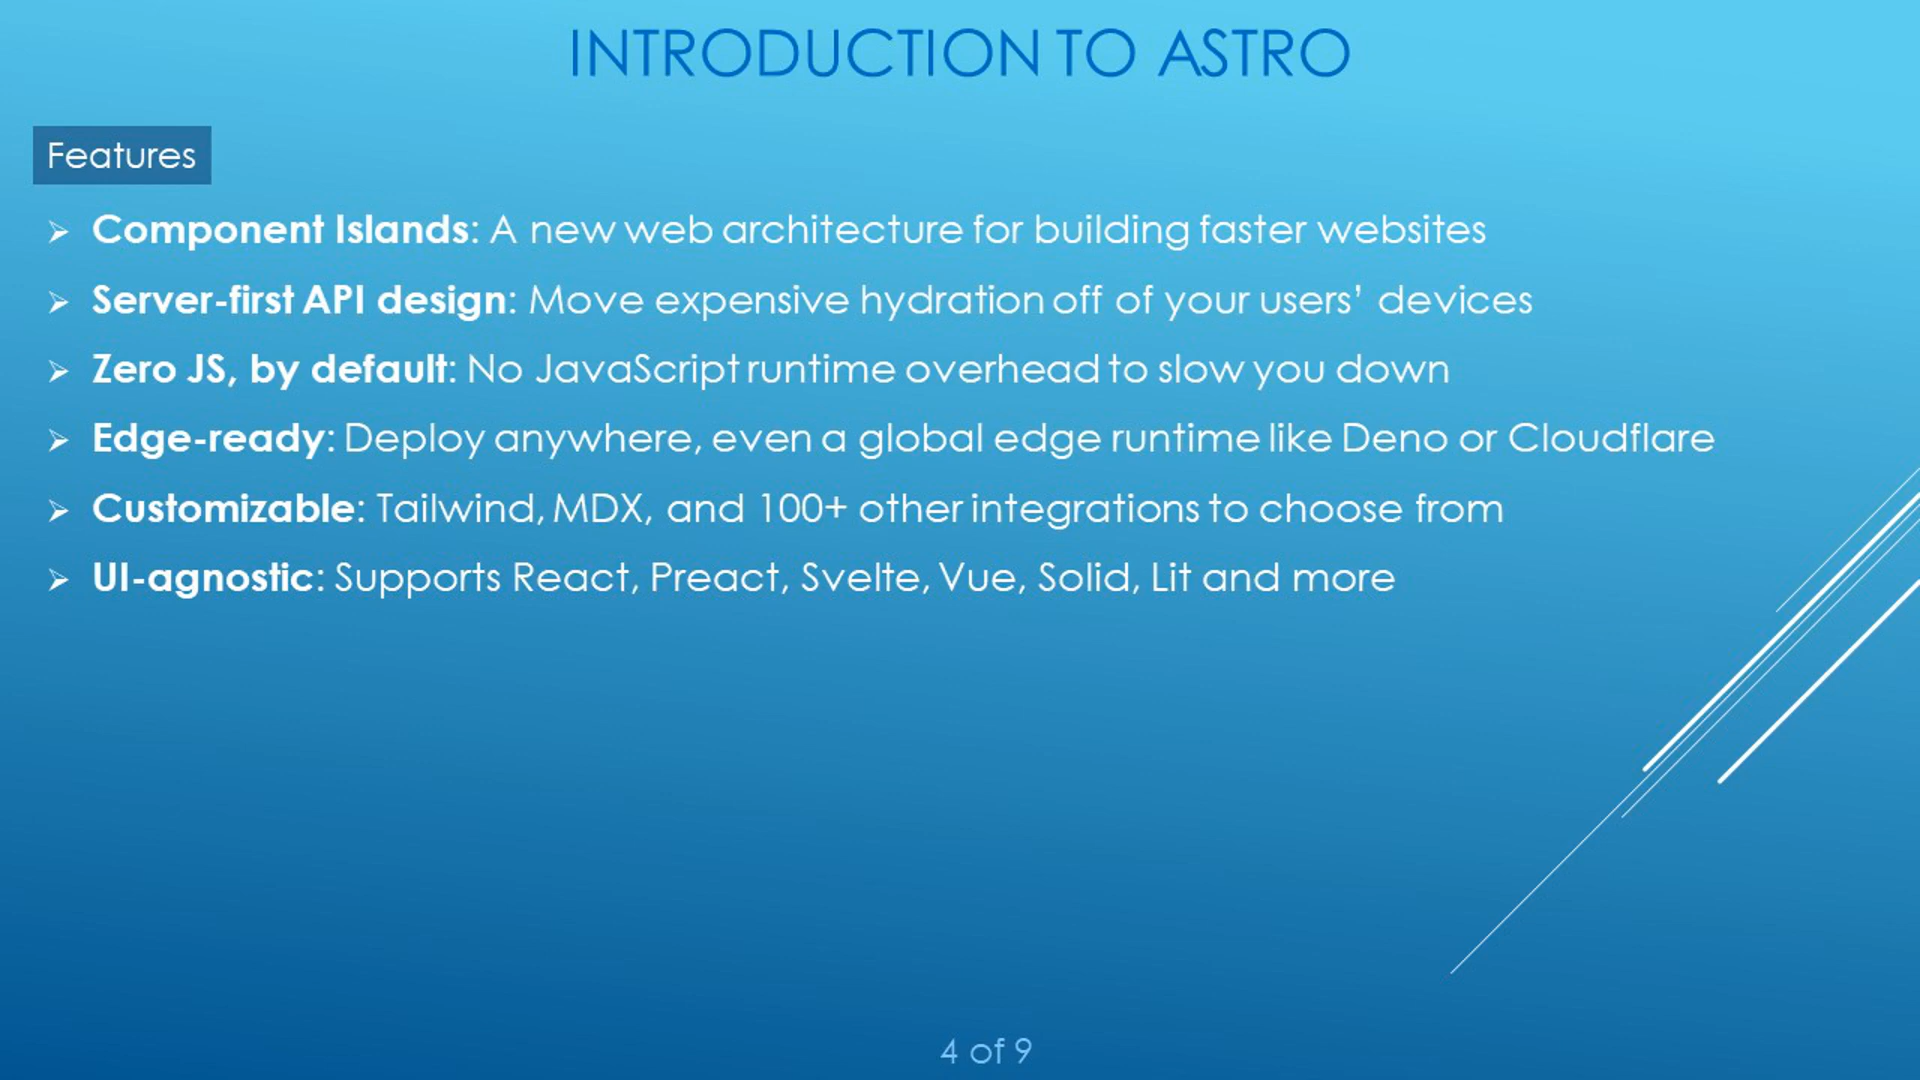 INTRODUCTION TO ASTRO
Features
➢ Component Islands: A new web architecture for building faster websites
➢ Server-first API design: Move expensive hydration off of your users’ devices
➢ Zero JS, by default: No JavaScript runtime overhead to slow you down
➢ Edge-ready: Deploy anywhere, even a global edge runtime like Deno or Cloudflare
➢ Customizable: Tailwind, MDX, and 100+ other integrations to choose from
➢ UI-agnostic: Supports React, Preact, Svelte, Vue, Solid, Lit and more
4 of 9